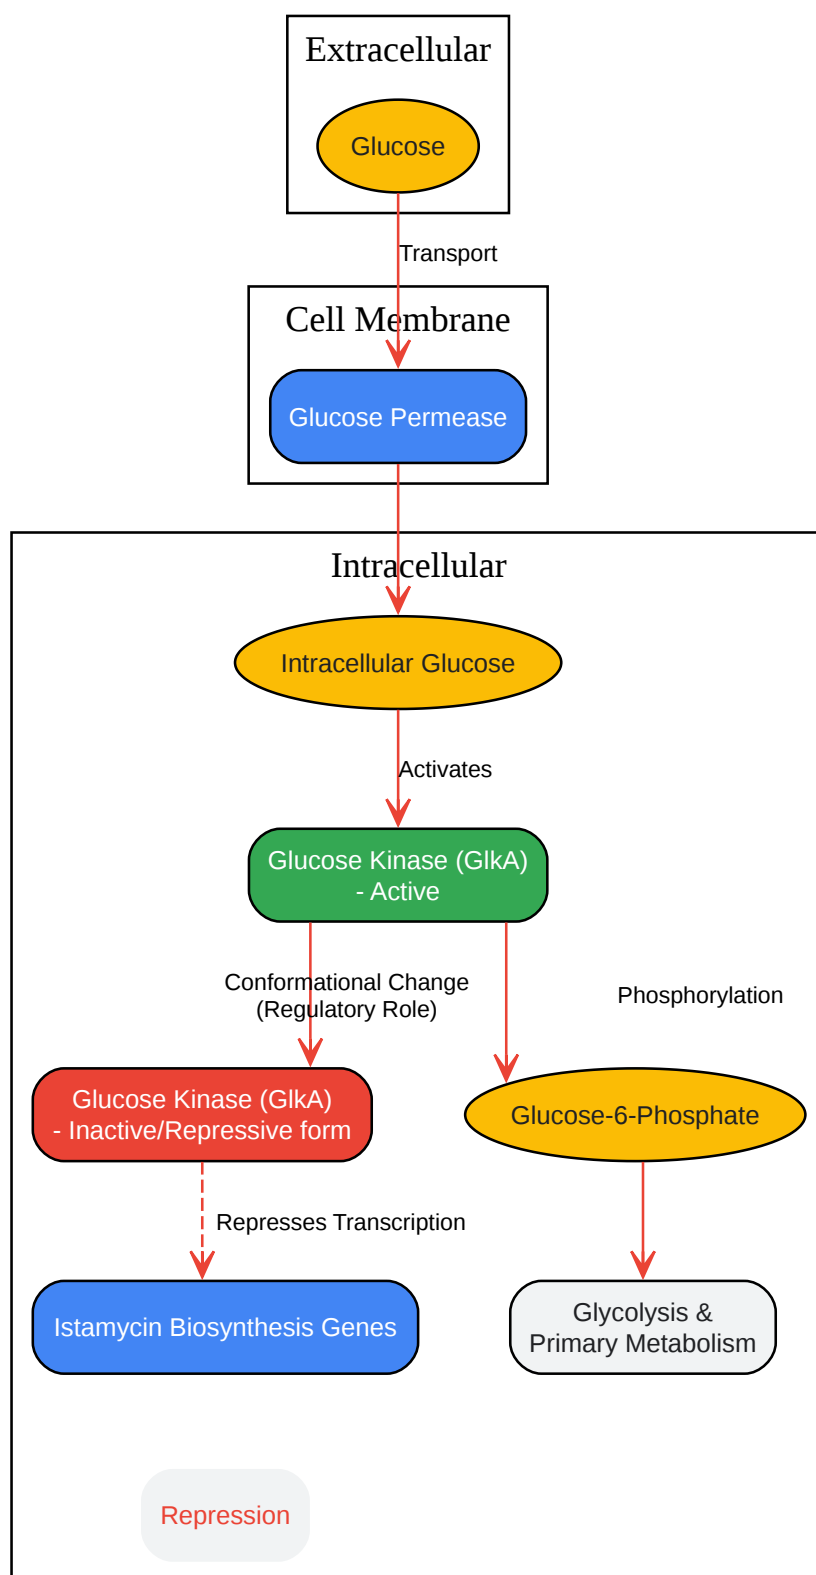 Extracellular
Glucose
Transport
Cell Membrane
Glucose Permease
Intracellular
Intracellular Glucose
Activates
Glucose Kinase (GlkA)
- Active
Conformational Change
(Regulatory Role)
Phosphorylation
Glucose Kinase (GlkA)
- Inactive/Repressive form
Glucose-6-Phosphate
Represses Transcription
Istamycin Biosynthesis Genes
Glycolysis &
Primary Metabolism
Repression